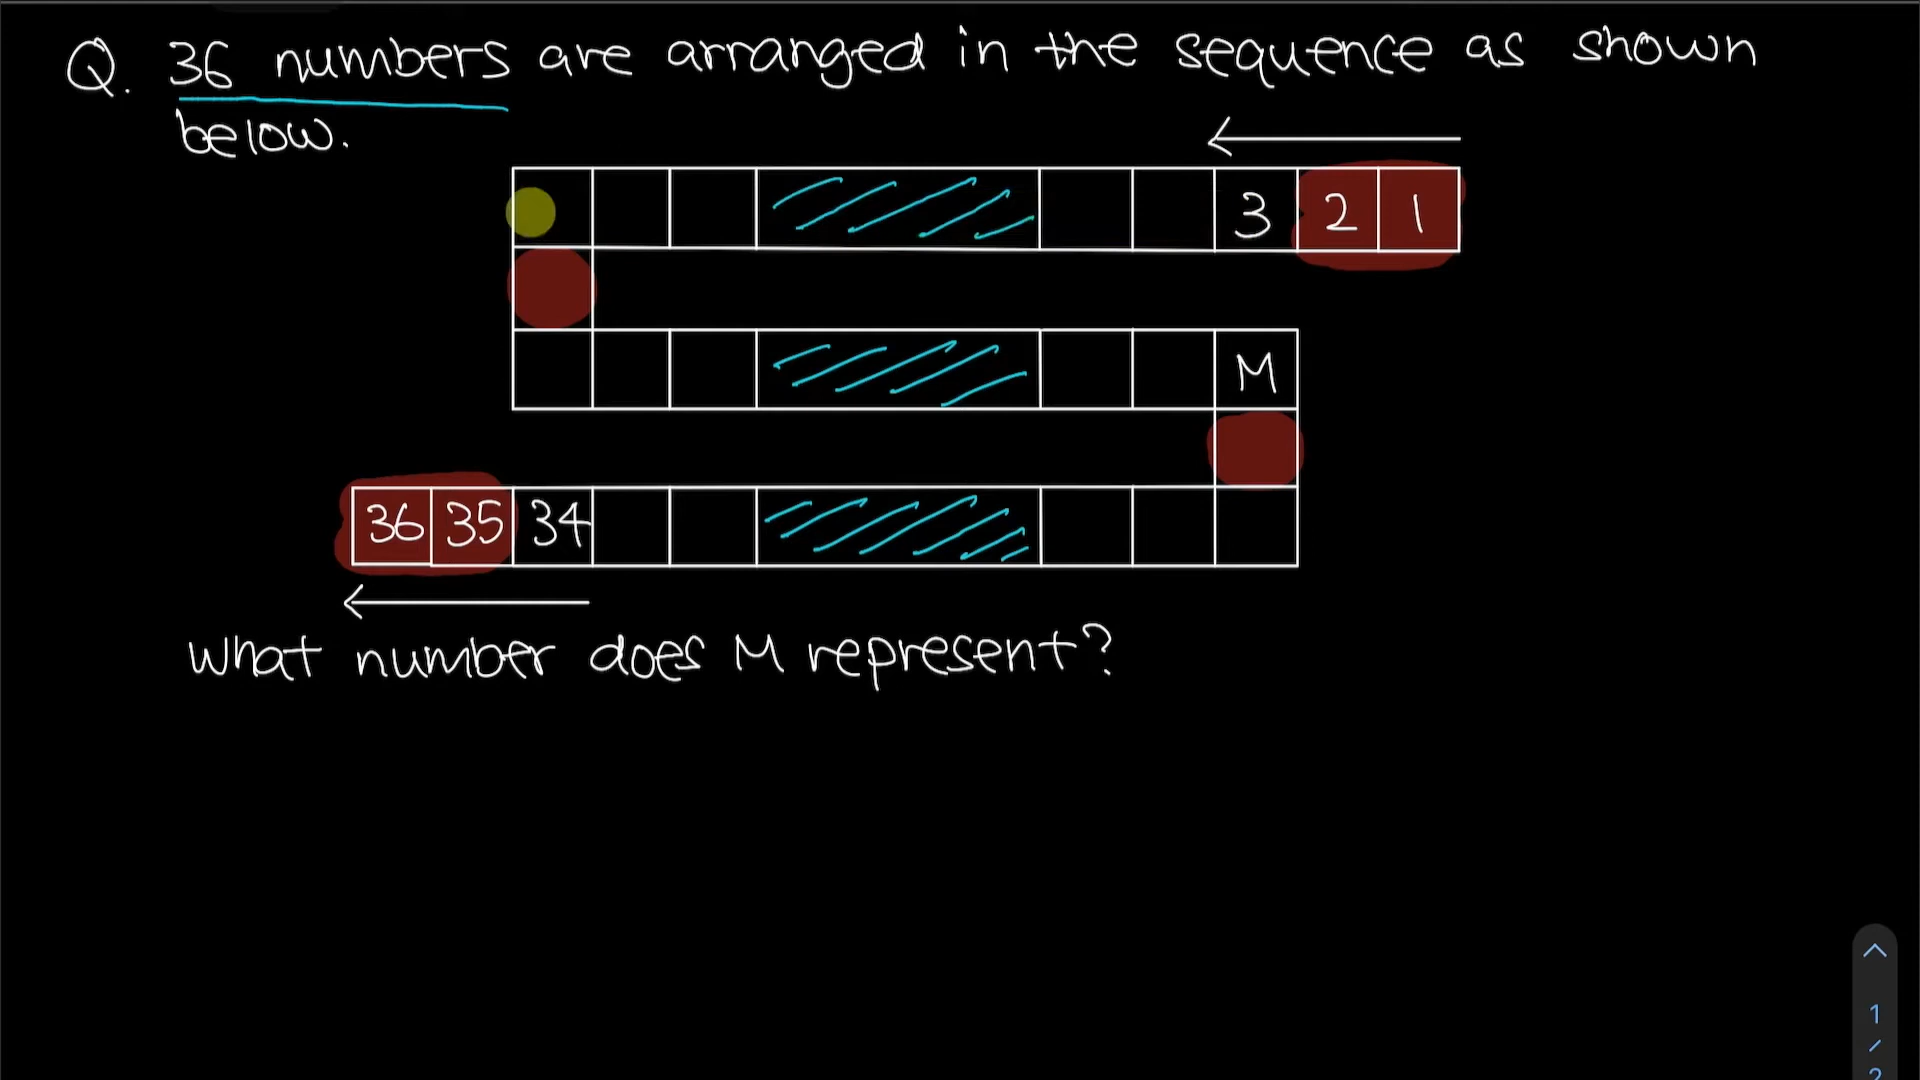 Q. 36 numbers are arranged in the sequence as shown
below.
3 2 1
M
36 35 34
What number does M represent?
1
/
2